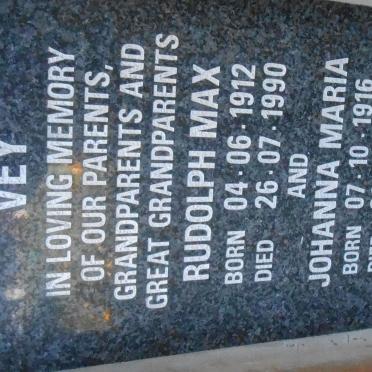 VEY
IN LOVING MEMORY
OF OUR PARENTS,
GRANDPARENTS AND
GREAT GRANDPARENTS
RUDOLPH MAX
BORN 04·06·1912
DIED 26·07·1990
AND
JOHANNA MARIA
BORN 07·10·1916
DIED